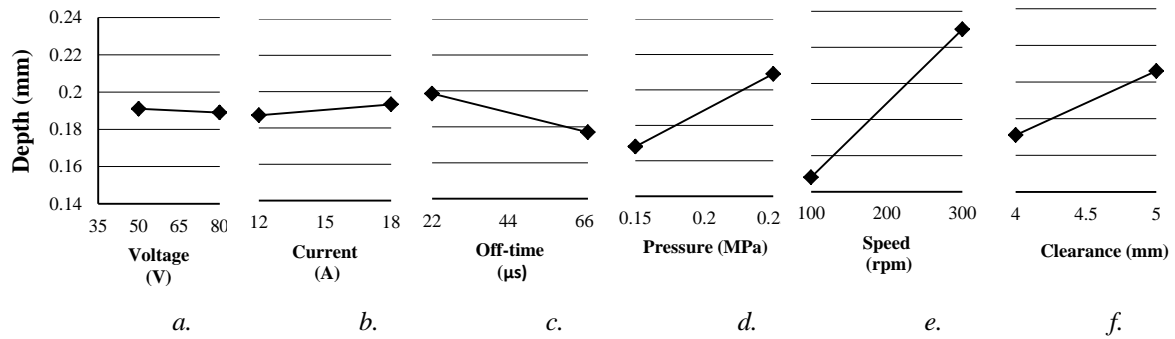 Depth (mm)
0.24
0.22
0.2
0.18
0.16
0.14
35 50 65 80
Voltage
(V)
a.
12 15 18
Current
(A)
b.
22 44 66
Off-time
(µs)
c.
0.15 0.2 0.2
Pressure (MPa)
d.
100 200 300
Speed
(rpm)
e.
4 4.5 5
Clearance (mm)
f.